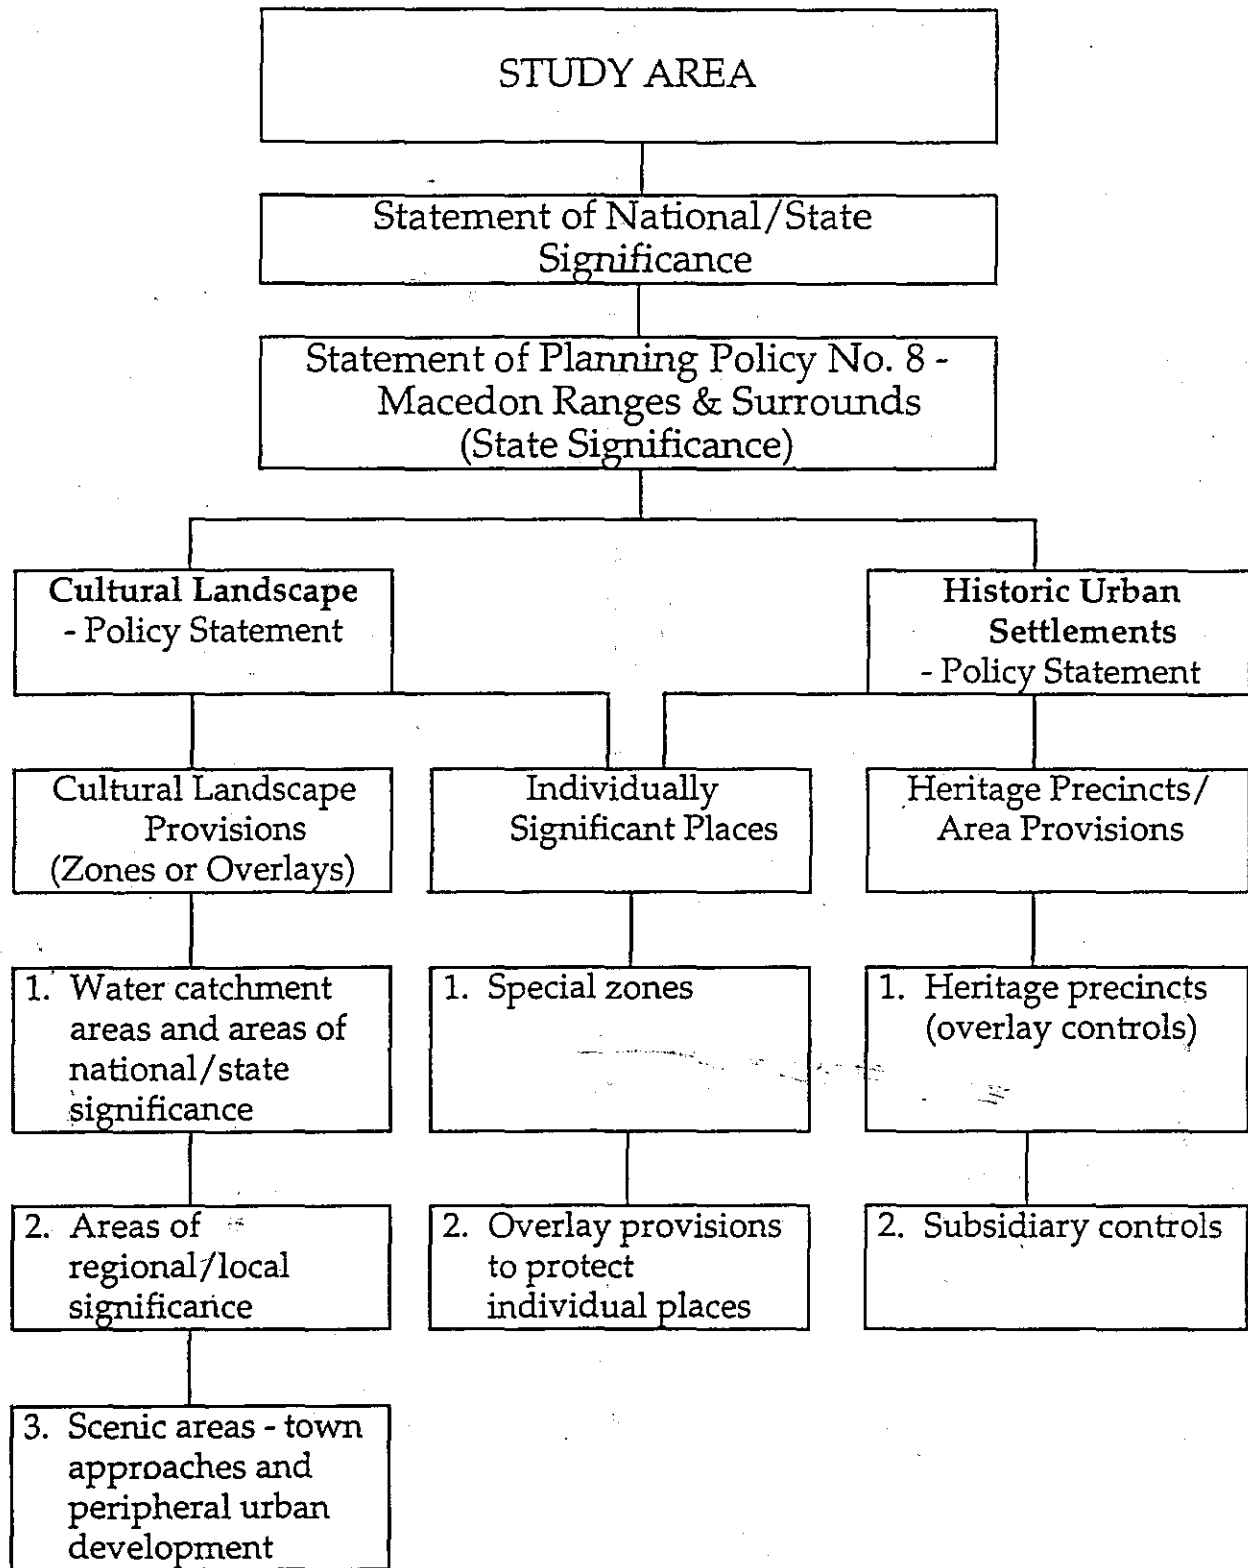 STUDY AREA
Statement of National/State
Significance
Statement of Planning Policy No. 8 -
Macedon Ranges & Surrounds
(State Significance)
Cultural Landscape
- Policy Statement
Historic Urban
Settlements
- Policy Statement
Cultural Landscape
Provisions
(Zones or Overlays)
Individually
Significant Places
Heritage Precincts/
Area Provisions
1. Water catchment
areas and areas of
national/state
significance
1. Special zones
1. Heritage precincts
(overlay controls)
2. Areas of
regional/local
significance
2. Overlay provisions
to protect
individual places
2. Subsidiary controls
3. Scenic areas - town
approaches and
peripheral urban
development